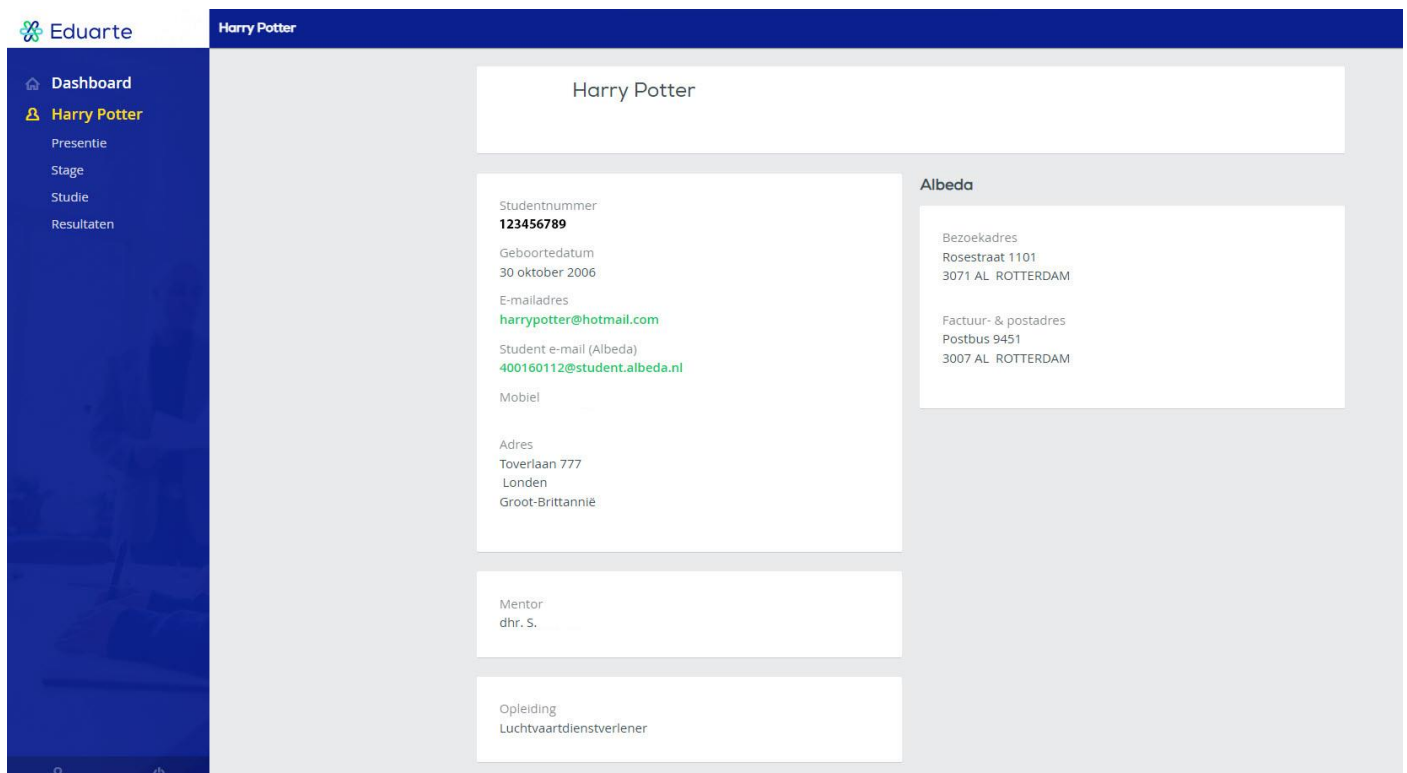 Eduarte
Harry Potter
Dashboard
Harry Potter
Presentie
Stage
Studie
Resultaten
Harry Potter
Studentnummer
123456789
Geboortedatum
30 oktober 2006
E-mailadres
harrypotter@hotmail.com
Student e-mail (Albeda)
400160112@student.albeda.nl
Mobiel
Adres
Toverlaan 777
Londen
Groot-Brittannië
Mentor
dhr. S.
Opleiding
Luchtvaartdienstverlener
Albeda
Bezoekadres
Rosestraat 1101
3071 AL ROTTERDAM
Factuur- & postadres
Postbus 9451
3007 AL ROTTERDAM